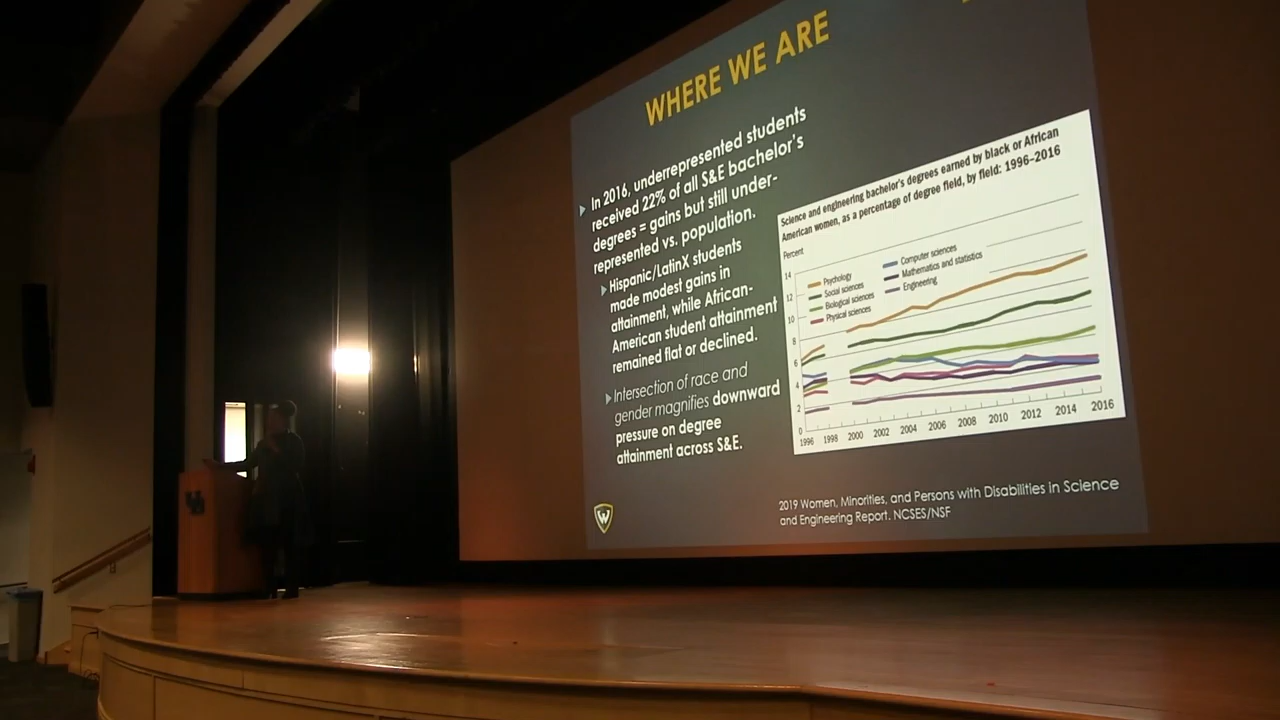 WHERE WE ARE
In 2016, underrepresented students
received 22% of all S&E bachelor's
degrees = gains but still under-
represented vs. population.
Hispanic/LatinX students
made modest gains in
attainment, while African-
American student attainment
remained flat or declined.
Intersection of race and
gender magnifies downward
pressure on degree
attainment across S&E.
Science and engineering bachelor's degrees earned by black or African
American women, as a percentage of degree field, by field: 1996–2016
Percent
14
12
10
8
6
4
2
0
Psychology
Social sciences
Biological sciences
Physical sciences
Computer sciences
Mathematics and statistics
Engineering
1996 1998 2000 2002 2004 2006 2008 2010 2012 2014 2016
2019 Women, Minorities, and Persons with Disabilities in Science
and Engineering Report. NCSES/NSF
W